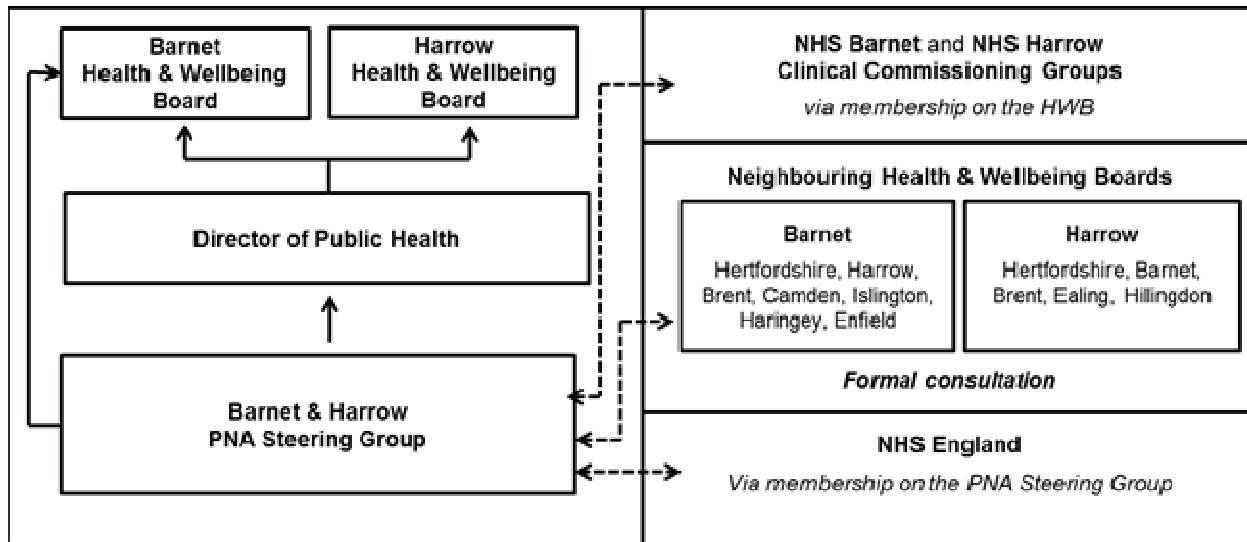 Barnet
Health & Wellbeing
Board
Harrow
Health & Wellbeing
Board
Director of Public Health
Barnet & Harrow
PNA Steering Group
NHS Barnet and NHS Harrow
Clinical Commissioning Groups
via membership on the HWB
Neighbouring Health & Wellbeing Boards
Barnet
Hertfordshire, Harrow,
Brent, Camden, Islington,
Haringey, Enfield
Harrow
Hertfordshire, Barnet,
Brent, Ealing, Hillingdon
Formal consultation
NHS England
Via membership on the PNA Steering Group